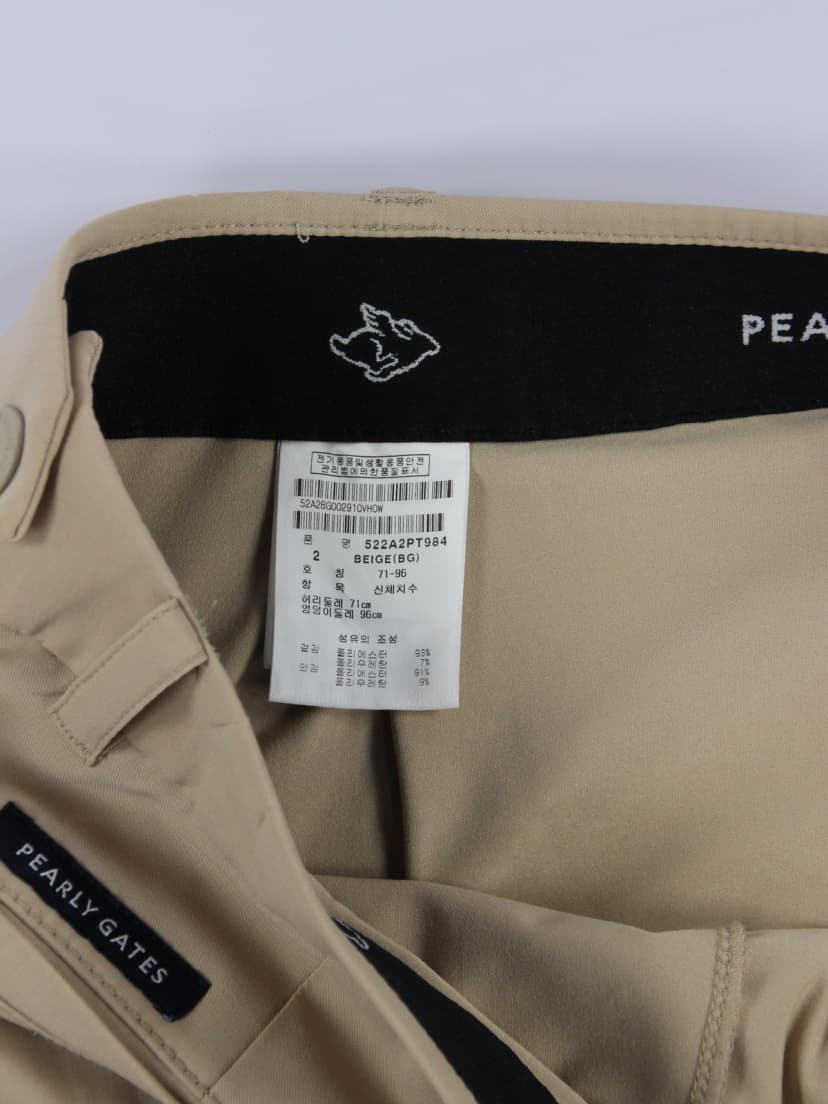 PEA
전기용품및생활용품안전
관리법에의한품질표시
52A2BG002910VHOW
품 명 522A2PT984
2 BEIGE(BG)
호 칭 71-96
항 목 신체치수
허리둘레 71cm
엉덩이둘레 96cm
섬유의 조성
겉감 폴리에스터 93%
폴리우레탄 7%
안감 폴리에스터 91%
폴리우레탄 9%
PEARLY GATES